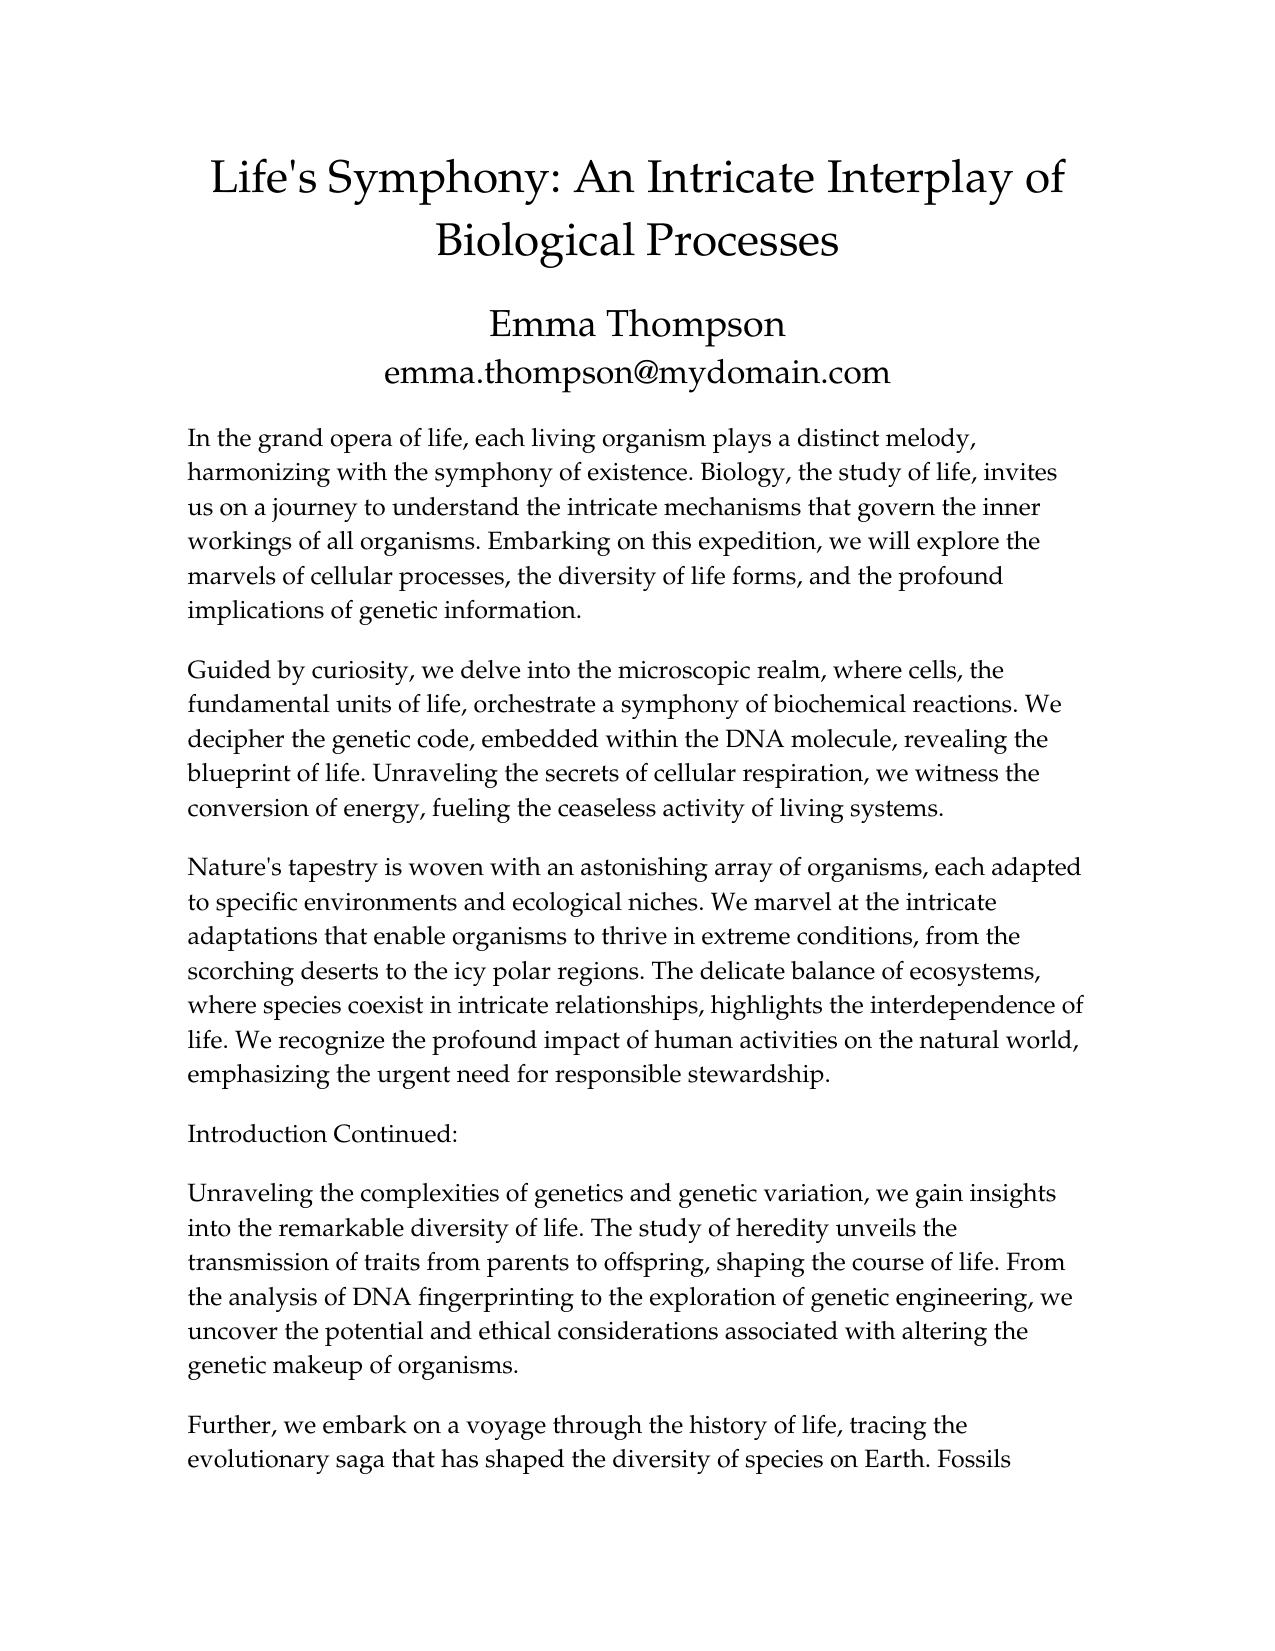 Life's Symphony: An Intricate Interplay of
Biological Processes
Emma Thompson
emma.thompson@mydomain.com
In the grand opera of life, each living organism plays a distinct melody,
harmonizing with the symphony of existence. Biology, the study of life, invites
us on a journey to understand the intricate mechanisms that govern the inner
workings of all organisms. Embarking on this expedition, we will explore the
marvels of cellular processes, the diversity of life forms, and the profound
implications of genetic information.
Guided by curiosity, we delve into the microscopic realm, where cells, the
fundamental units of life, orchestrate a symphony of biochemical reactions. We
decipher the genetic code, embedded within the DNA molecule, revealing the
blueprint of life. Unraveling the secrets of cellular respiration, we witness the
conversion of energy, fueling the ceaseless activity of living systems.
Nature's tapestry is woven with an astonishing array of organisms, each adapted
to specific environments and ecological niches. We marvel at the intricate
adaptations that enable organisms to thrive in extreme conditions, from the
scorching deserts to the icy polar regions. The delicate balance of ecosystems,
where species coexist in intricate relationships, highlights the interdependence of
life. We recognize the profound impact of human activities on the natural world,
emphasizing the urgent need for responsible stewardship.
Introduction Continued:
Unraveling the complexities of genetics and genetic variation, we gain insights
into the remarkable diversity of life. The study of heredity unveils the
transmission of traits from parents to offspring, shaping the course of life. From
the analysis of DNA fingerprinting to the exploration of genetic engineering, we
uncover the potential and ethical considerations associated with altering the
genetic makeup of organisms.
Further, we embark on a voyage through the history of life, tracing the
evolutionary saga that has shaped the diversity of species on Earth. Fossils